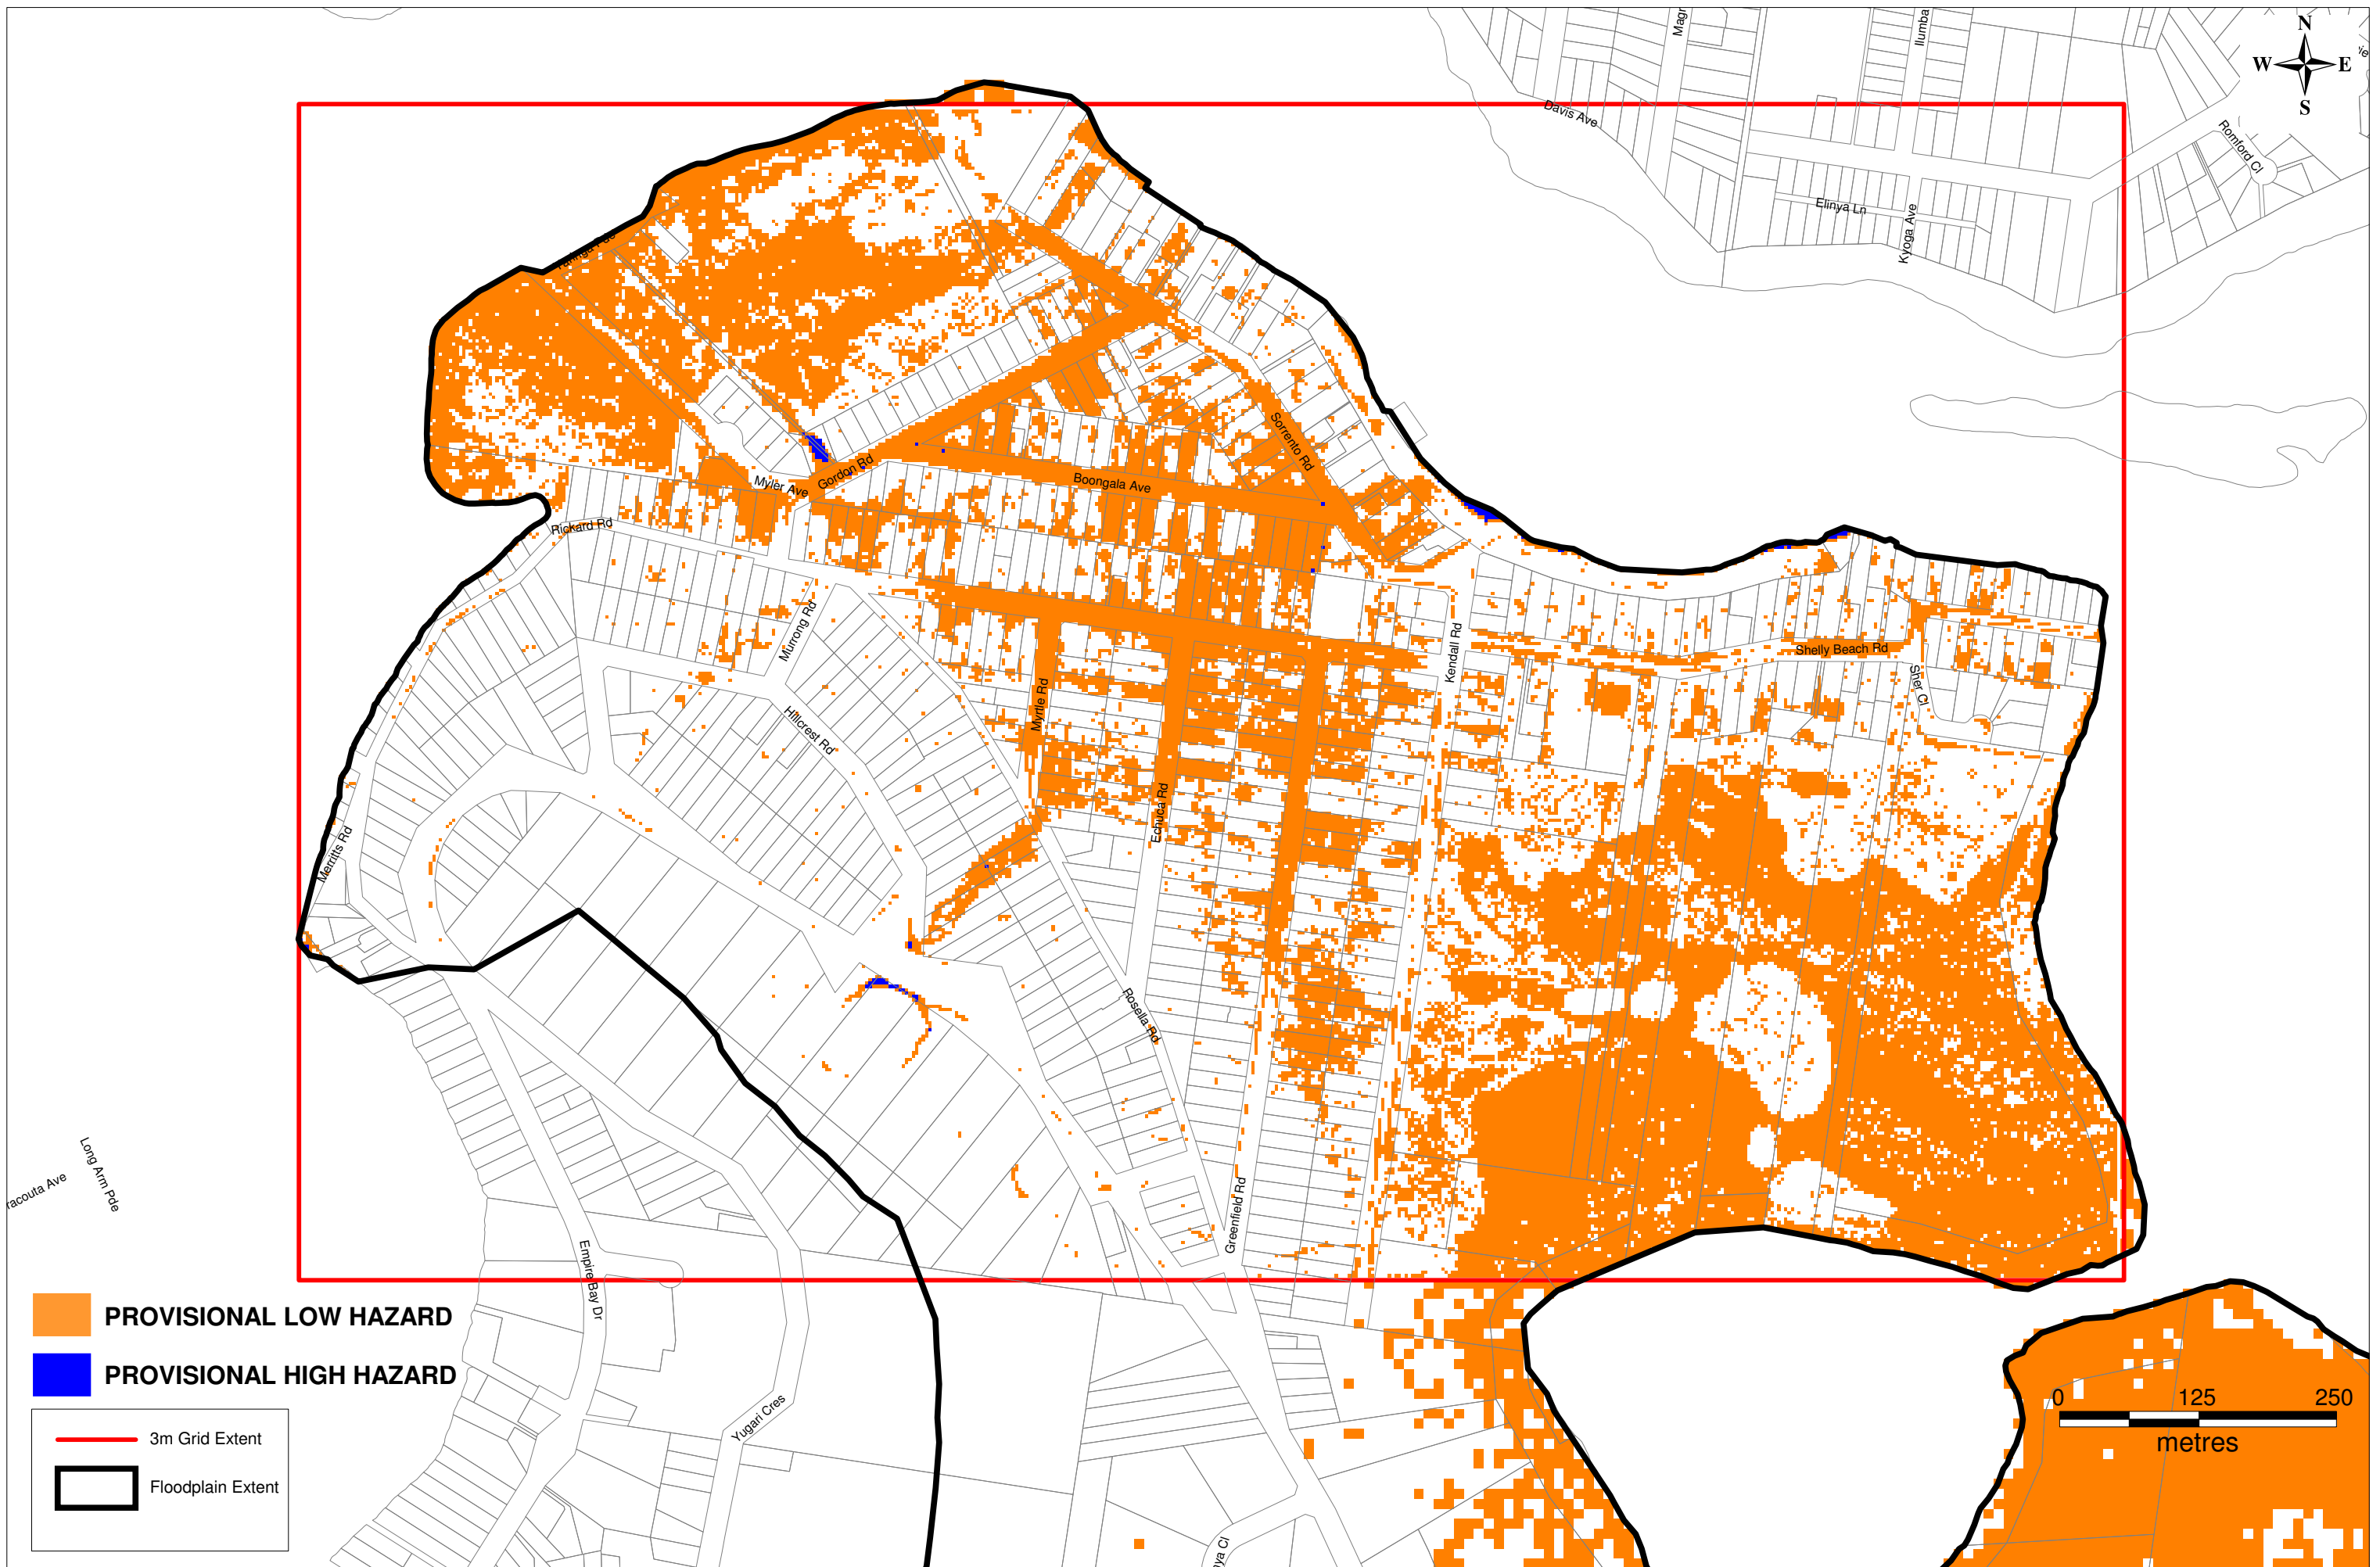 Magr
Ilumba
N
W
E
S
Davis Ave
Romford Cl
Elinya Ln
Kyoga Ave
Sorrento Rd
Gordon Rd
Myler Ave
Boongala Ave
Rickard Rd
Murrong Rd
Kendall Rd
Shelly Beach Rd
Sher Cl
Myrtle Rd
Hillcrest Rd
Echuca Rd
Merritts Rd
Rosella Rd
Long Arm Pde
racouta Ave
Greenfield Rd
Empire Bay Dr
PROVISIONAL LOW HAZARD
PROVISIONAL HIGH HAZARD
3m Grid Extent
Floodplain Extent
Yugari Cres
0 125 250
metres
ya Cl